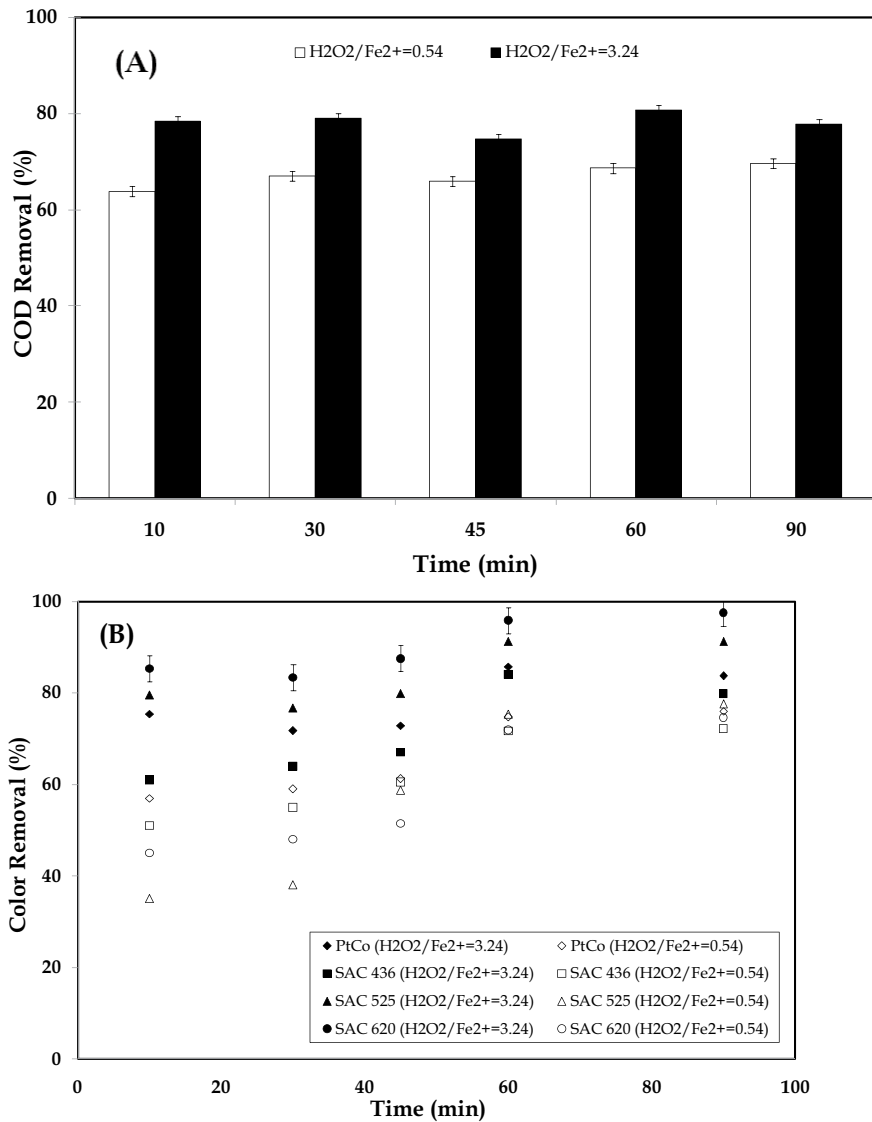 100
(A)
H2O2/Fe2+=0.54 H2O2/Fe2+=3.24
80
60
40
20
0
COD Removal (%)
10 30 45 60 90
Time (min)
100
(B)
80
60
40
20
0
Color Removal (%)
PtCo (H2O2/Fe2+=3.24) PtCo (H2O2/Fe2+=0.54)
SAC 436 (H2O2/Fe2+=3.24) SAC 436 (H2O2/Fe2+=0.54)
SAC 525 (H2O2/Fe2+=3.24) SAC 525 (H2O2/Fe2+=0.54)
SAC 620 (H2O2/Fe2+=3.24) SAC 620 (H2O2/Fe2+=0.54)
0 20 40 60 80 100
Time (min)